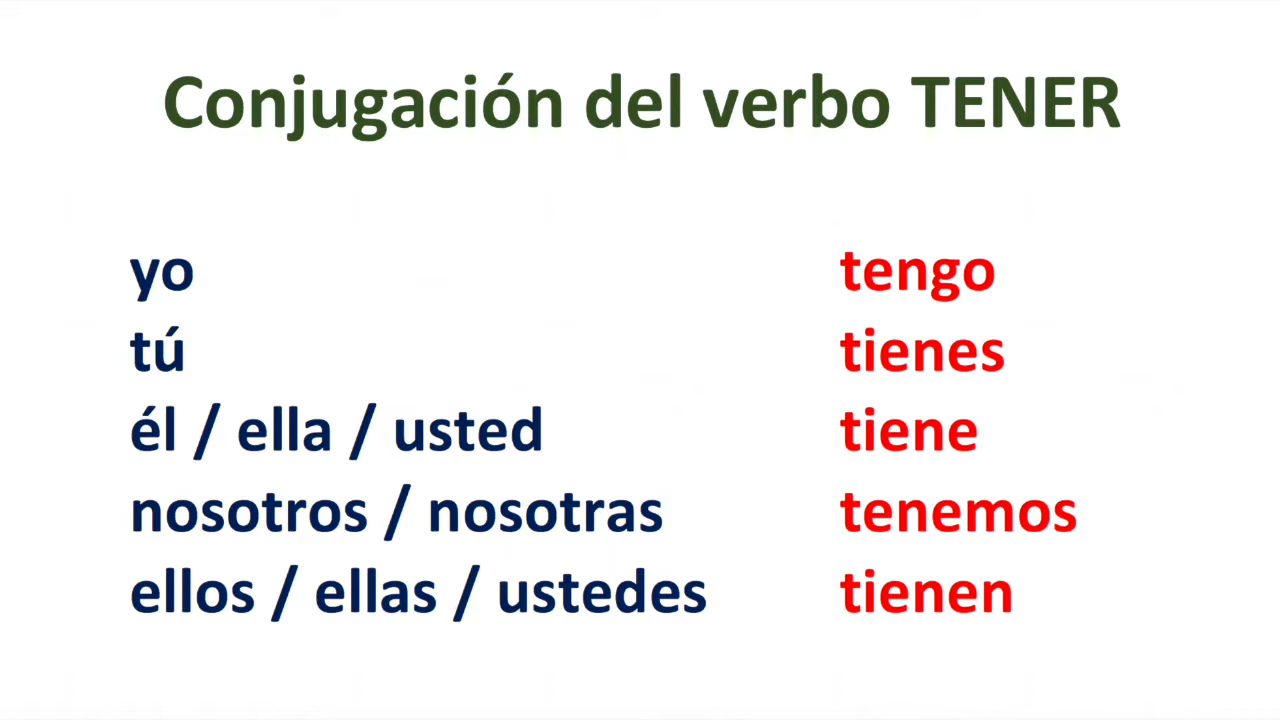 Conjugación del verbo TENER
yo tengo
tú tienes
él / ella / usted tiene
nosotros / nosotras tenemos
ellos / ellas / ustedes tienen